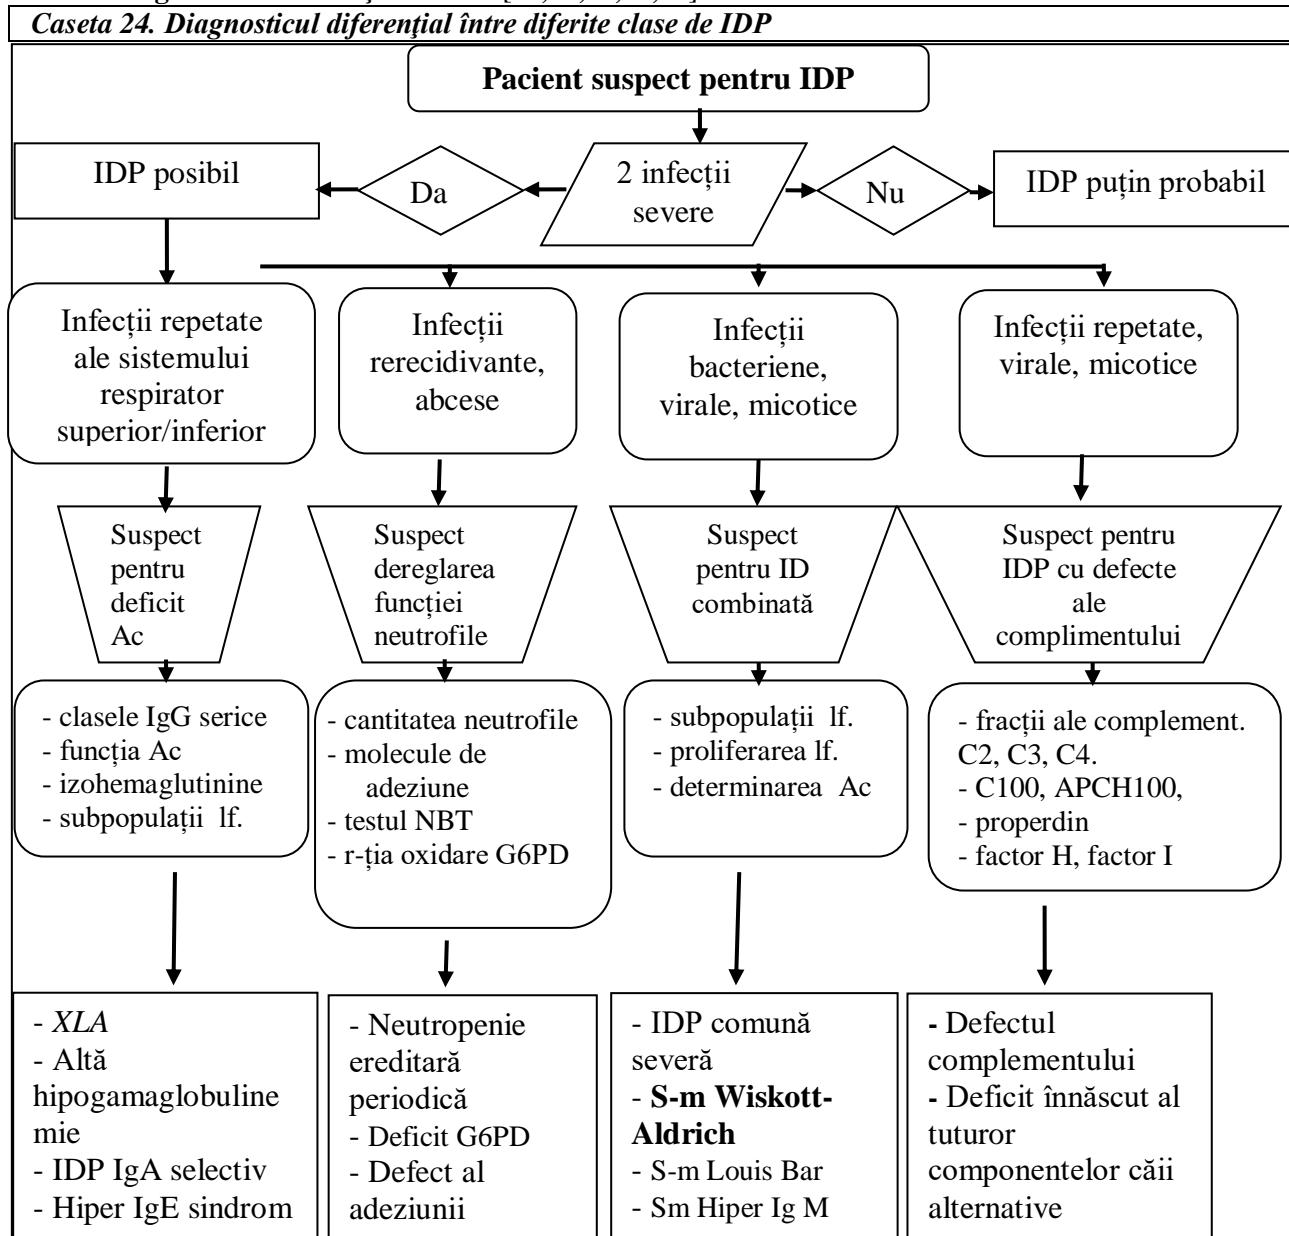 Caseta 24. Diagnosticul diferenţial între diferite clase de IDP
Pacient suspect pentru IDP
IDP posibil
Da
2 infecții
severe
Nu
IDP puțin probabil
Infecții repetate
ale sistemului
respirator
superior/inferior
Infecții
rerecidivante,
abcese
Infecții
bacteriene,
virale, micotice
Infecții repetate,
virale, micotice
Suspect
pentru
deficit
Ac
Suspect
dereglarea
funcției
neutrofile
Suspect
pentru ID
combinată
Suspect pentru
IDP cu defecte
ale
complimentului
- clasele IgG serice
- funcția Ac
- izohemaglutinine
- subpopulații lf.
- cantitatea neutrofile
- molecule de
adeziune
- testul NBT
- r-ția oxidare G6PD
- subpopulații lf.
- proliferarea lf.
- determinarea Ac
- fracții ale complement.
C2, C3, C4.
- C100, APCH100,
- properdin
- factor H, factor I
- XLA
- Altă
hipogamaglobuline
mie
- IDP IgA selectiv
- Hiper IgE sindrom
- Neutropenie
ereditară
periodică
- Deficit G6PD
- Defect al
adeziunii
- IDP comună
severă
- S-m Wiskott-
Aldrich
- S-m Louis Bar
- Sm Hiper Ig M
- Defectul
complementului
- Deficit înnăscut al
tuturor
componentelor căii
alternative